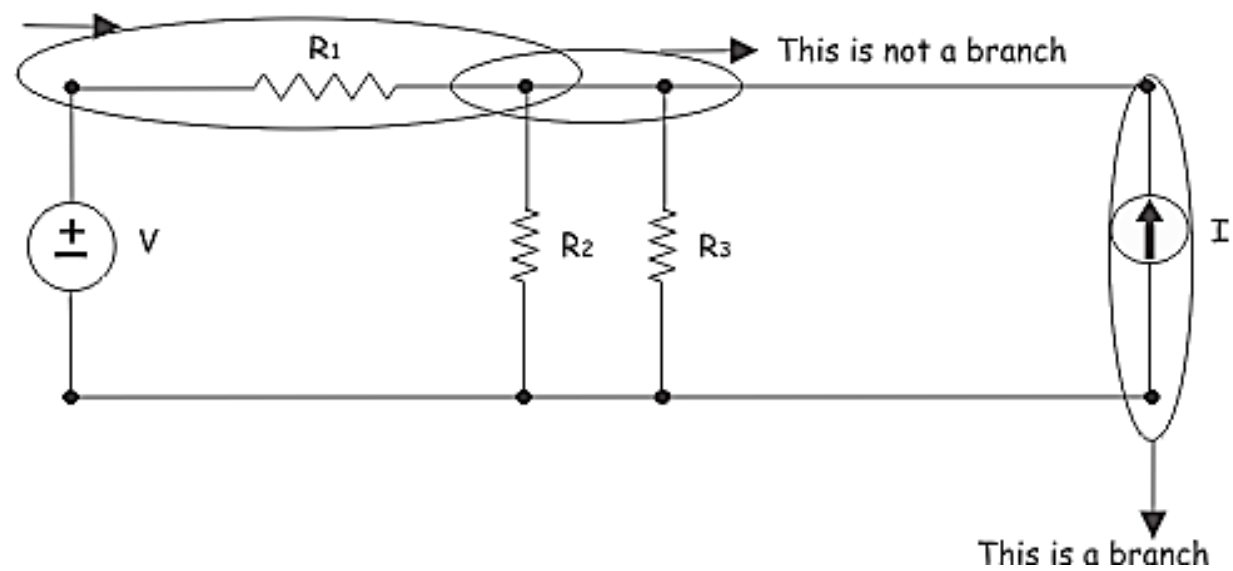 R1
This is not a branch
V
R2
R3
I
This is a branch